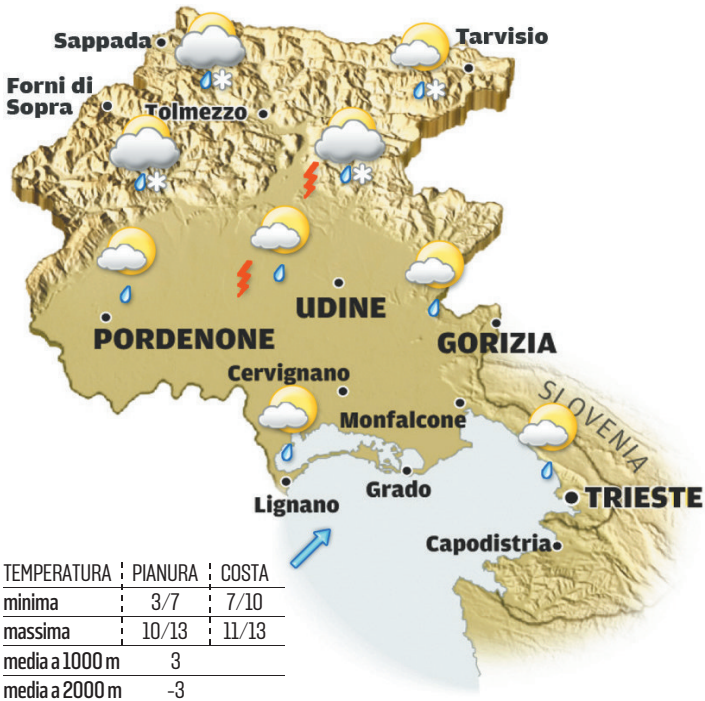 Sappada
Tarvisio
Forni di
Sopra
Tolmezzo
UDINE
PORDENONE
GORIZIA
Cervignano
SLOVENIA
Monfalcone
Grado
Lignano
TRIESTE
Capodistria
TEMPERATURA PIANURA COSTA
minima 3/7 7/10
massima 10/13 11/13
media a 1000 m 3
media a 2000 m -3